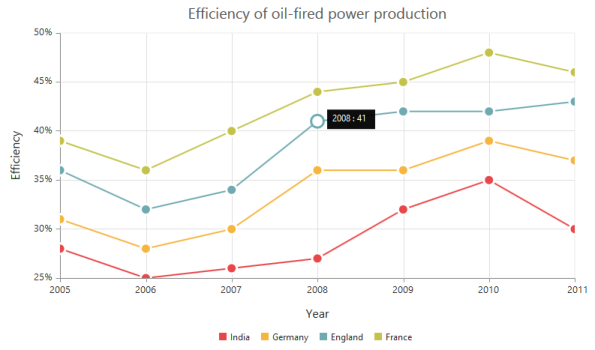 Efficiency of oil-fired power production
50%
45%
40%
35%
30%
25%
Efficiency
2008 : 41
2005 2006 2007 2008 2009 2010 2011
Year
India Germany England France